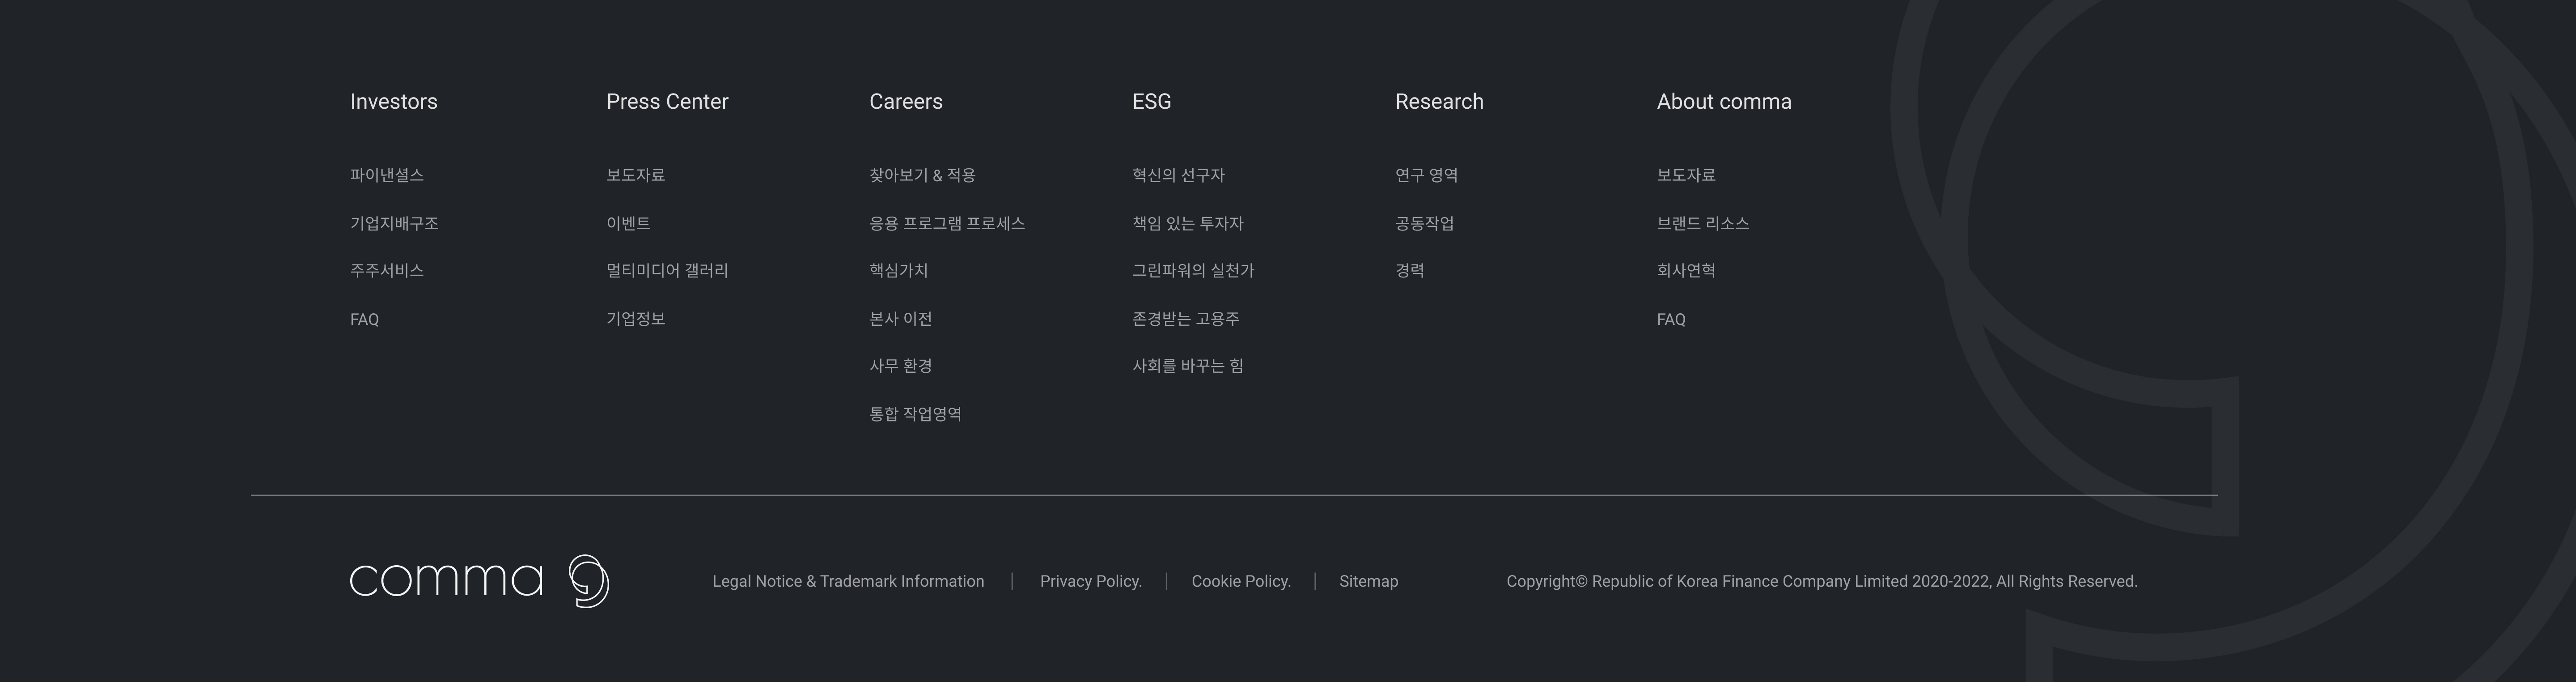 Investors
파이낸셜스
기업지배구조
주주서비스
FAQ
Press Center
보도자료
이벤트
멀티미디어 갤러리
기업정보
Careers
찾아보기 & 적용
응용 프로그램 프로세스
핵심가치
본사 이전
사무 환경
통합 작업영역
ESG
혁신의 선구자
책임 있는 투자자
그린파워의 실천가
존경받는 고용주
사회를 바꾸는 힘
Research
연구 영역
공동작업
경력
About comma
보도자료
브랜드 리소스
회사연혁
FAQ
comma
Legal Notice & Trademark Information | Privacy Policy. | Cookie Policy. | Sitemap
Copyright© Republic of Korea Finance Company Limited 2020-2022, All Rights Reserved.